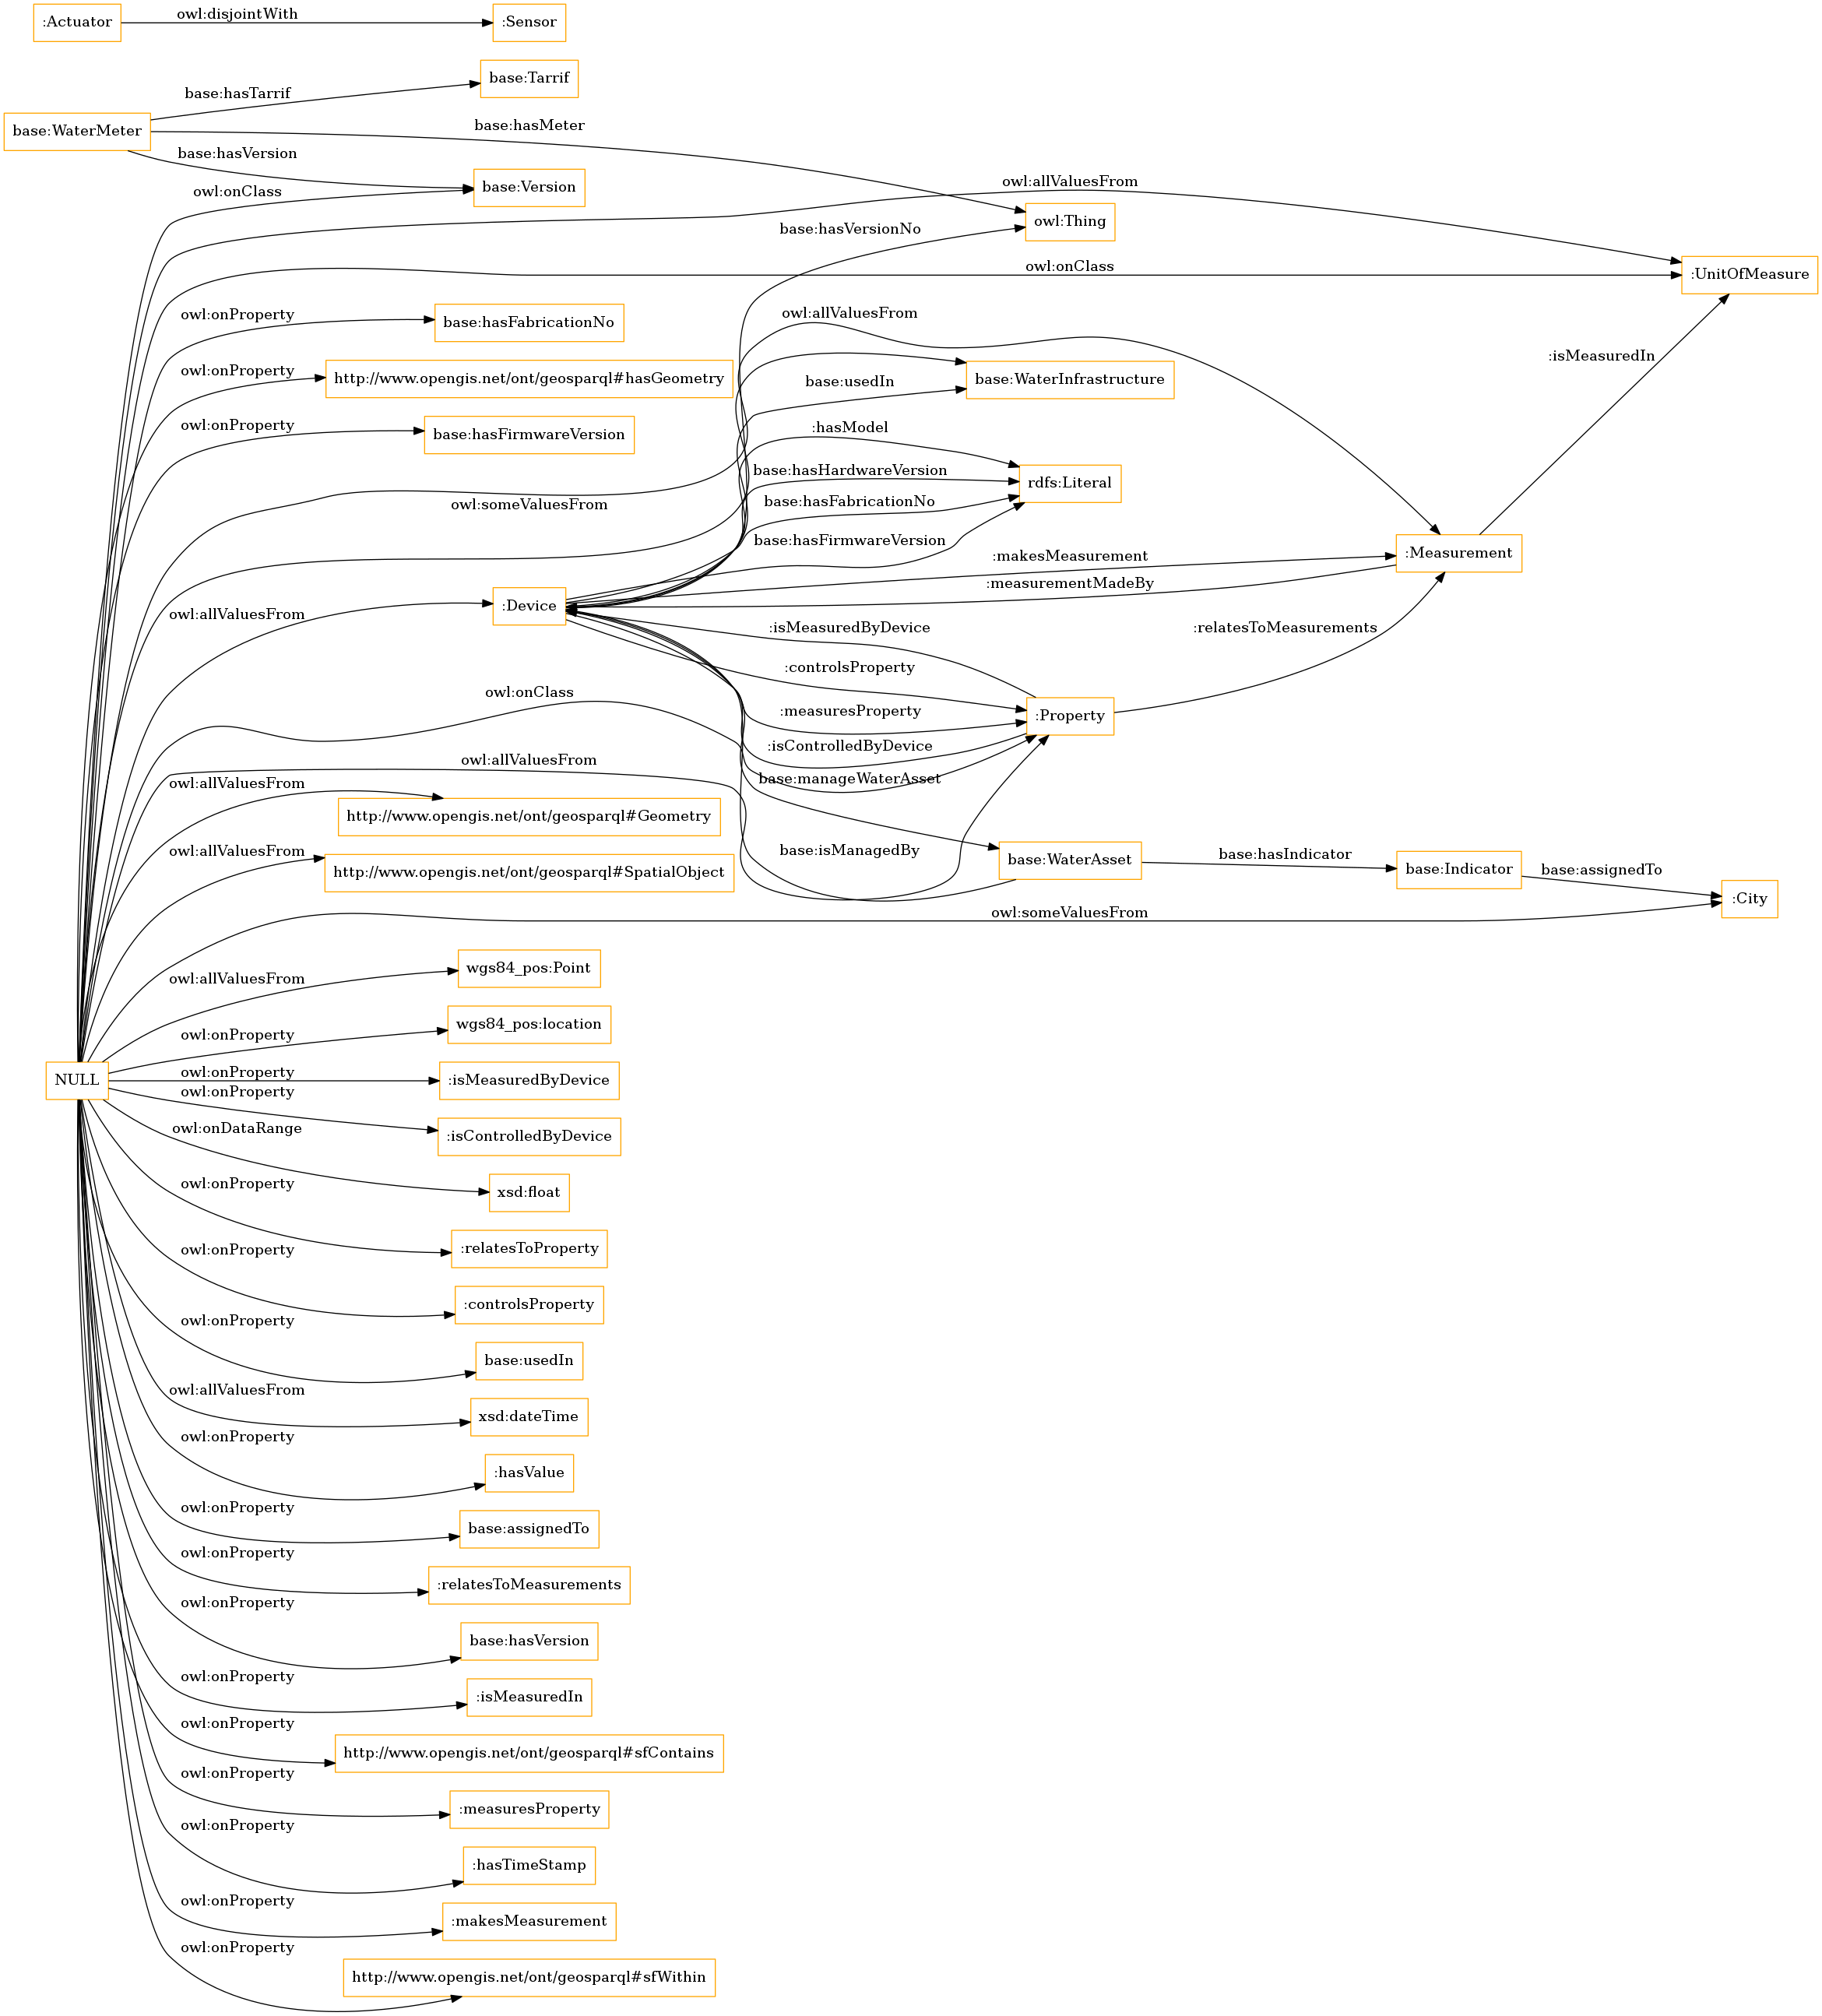 :Actuator
owl:disjointWith
:Sensor
base:WaterMeter
base:hasTarrif
base:Tarrif
base:hasMeter
base:hasVersion
owl:onClass
base:Version
owl:allValuesFrom
base:hasVersionNo
owl:Thing
owl:onClass
:UnitOfMeasure
owl:onProperty
base:hasFabricationNo
owl:allValuesFrom
:isMeasuredIn
owl:onProperty
http://www.opengis.net/ont/geosparql#hasGeometry
base:usedIn
base:WaterInfrastructure
owl:onProperty
base:hasFirmwareVersion
:hasModel
base:hasHardwareVersion
rdfs:Literal
owl:someValuesFrom
base:hasFabricationNo
base:hasFirmwareVersion
:makesMeasurement
:Measurement
:measurementMadeBy
owl:allValuesFrom
:Device
:isMeasuredByDevice
:relatesToMeasurements
:controlsProperty
owl:onClass
:measuresProperty
:Property
:isControlledByDevice
owl:allValuesFrom
base:manageWaterAsset
owl:allValuesFrom
http://www.opengis.net/ont/geosparql#Geometry
owl:allValuesFrom
http://www.opengis.net/ont/geosparql#SpatialObject
base:isManagedBy
base:WaterAsset
base:hasIndicator
base:Indicator
base:assignedTo
:City
owl:someValuesFrom
owl:allValuesFrom
wgs84_pos:Point
owl:onProperty
wgs84_pos:location
NULL
owl:onProperty
:isMeasuredByDevice
owl:onProperty
:isControlledByDevice
owl:onDataRange
xsd:float
owl:onProperty
:relatesToProperty
owl:onProperty
:controlsProperty
owl:onProperty
base:usedIn
owl:allValuesFrom
xsd:dateTime
owl:onProperty
:hasValue
owl:onProperty
base:assignedTo
owl:onProperty
:relatesToMeasurements
owl:onProperty
base:hasVersion
owl:onProperty
:isMeasuredIn
owl:onProperty
http://www.opengis.net/ont/geosparql#sfContains
owl:onProperty
:measuresProperty
owl:onProperty
:hasTimeStamp
owl:onProperty
:makesMeasurement
owl:onProperty
http://www.opengis.net/ont/geosparql#sfWithin